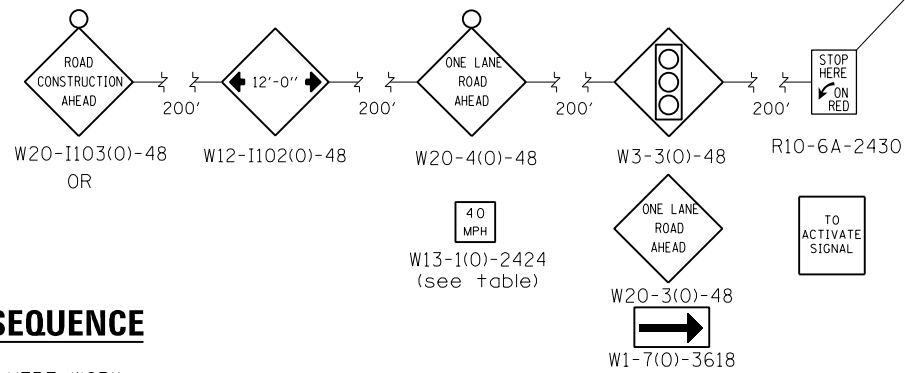 ROAD
CONSTRUCTION
AHEAD
12'-0"
ONE LANE
ROAD
AHEAD
STOP
HERE
ON
RED
200'
200'
200'
200'
W20-I103(0)-48
W12-I102(0)-48
W20-4(0)-48
W3-3(0)-48
R10-6A-2430
OR
40
MPH
W13-1(0)-2424
(see table)
ONE LANE
ROAD
AHEAD
W20-3(0)-48
TO
ACTIVATE
SIGNAL
W1-7(0)-3618
SEQUENCE